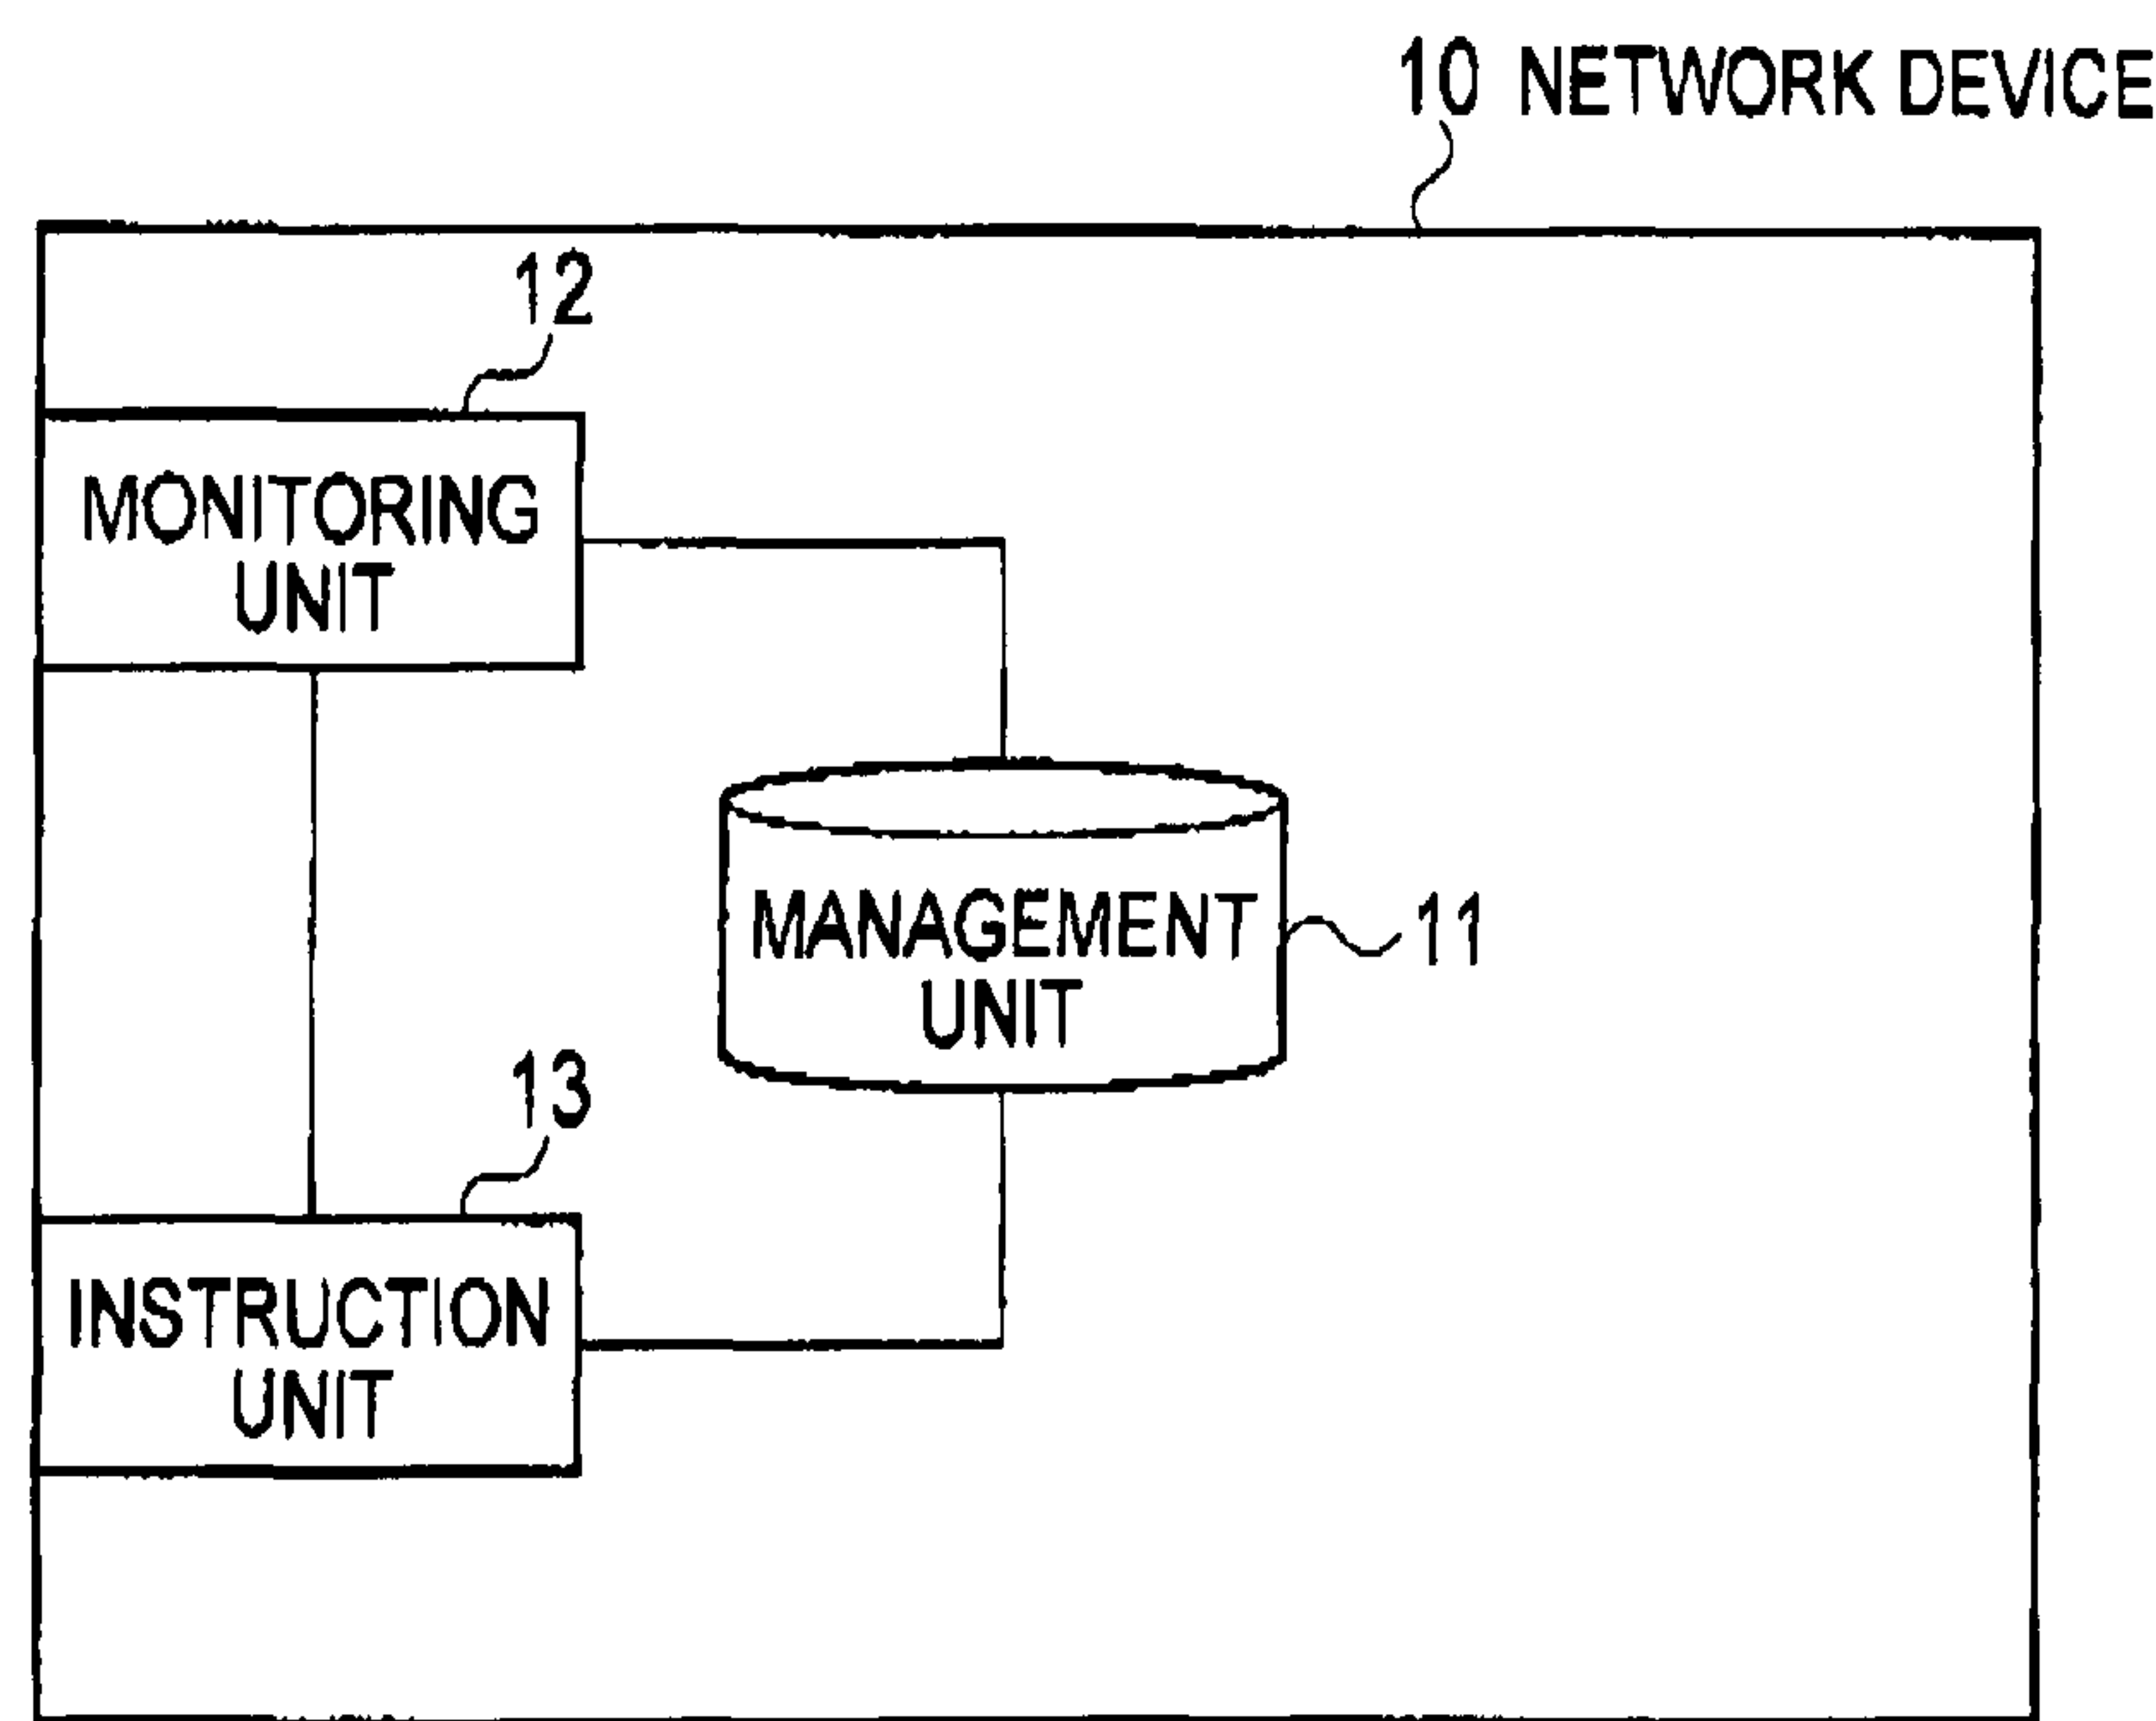 10 NETWORK DEVICE
12
MONITORING
UNIT
MANAGEMENT
UNIT
11
13
INSTRUCTION
UNIT